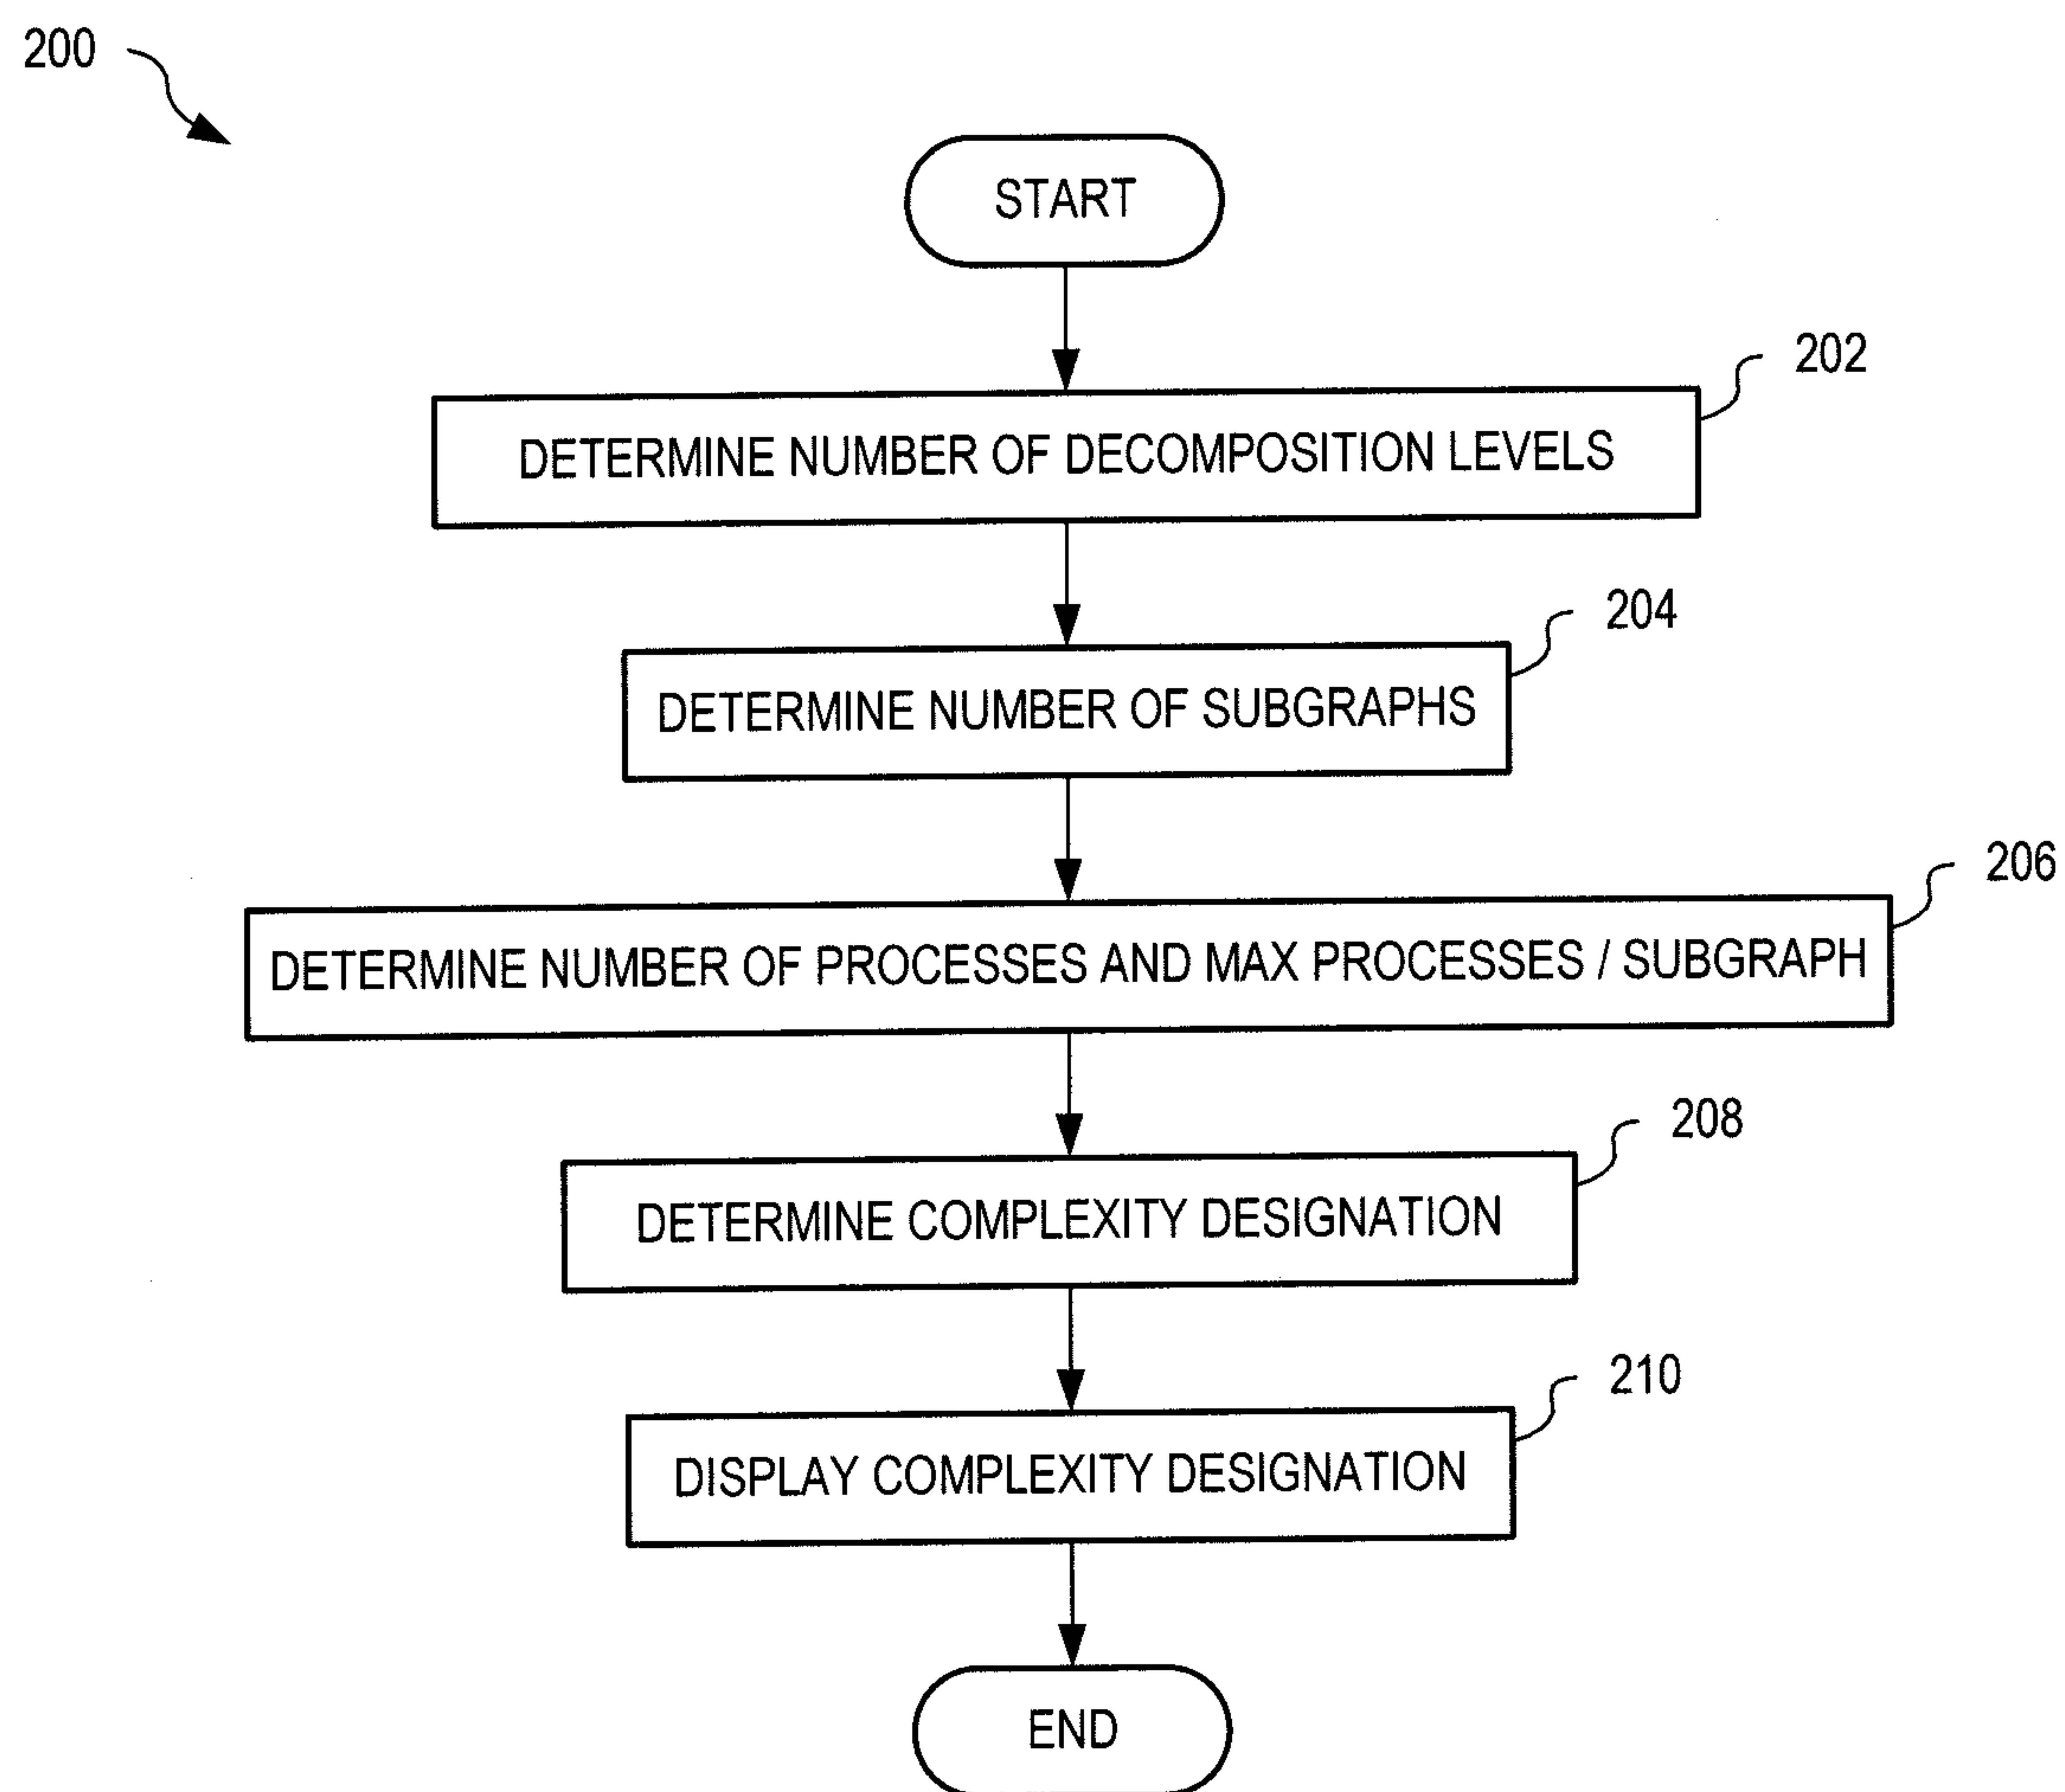 200
START
202
DETERMINE NUMBER OF DECOMPOSITION LEVELS
204
DETERMINE NUMBER OF SUBGRAPHS
206
DETERMINE NUMBER OF PROCESSES AND MAX PROCESSES / SUBGRAPH
208
DETERMINE COMPLEXITY DESIGNATION
210
DISPLAY COMPLEXITY DESIGNATION
END